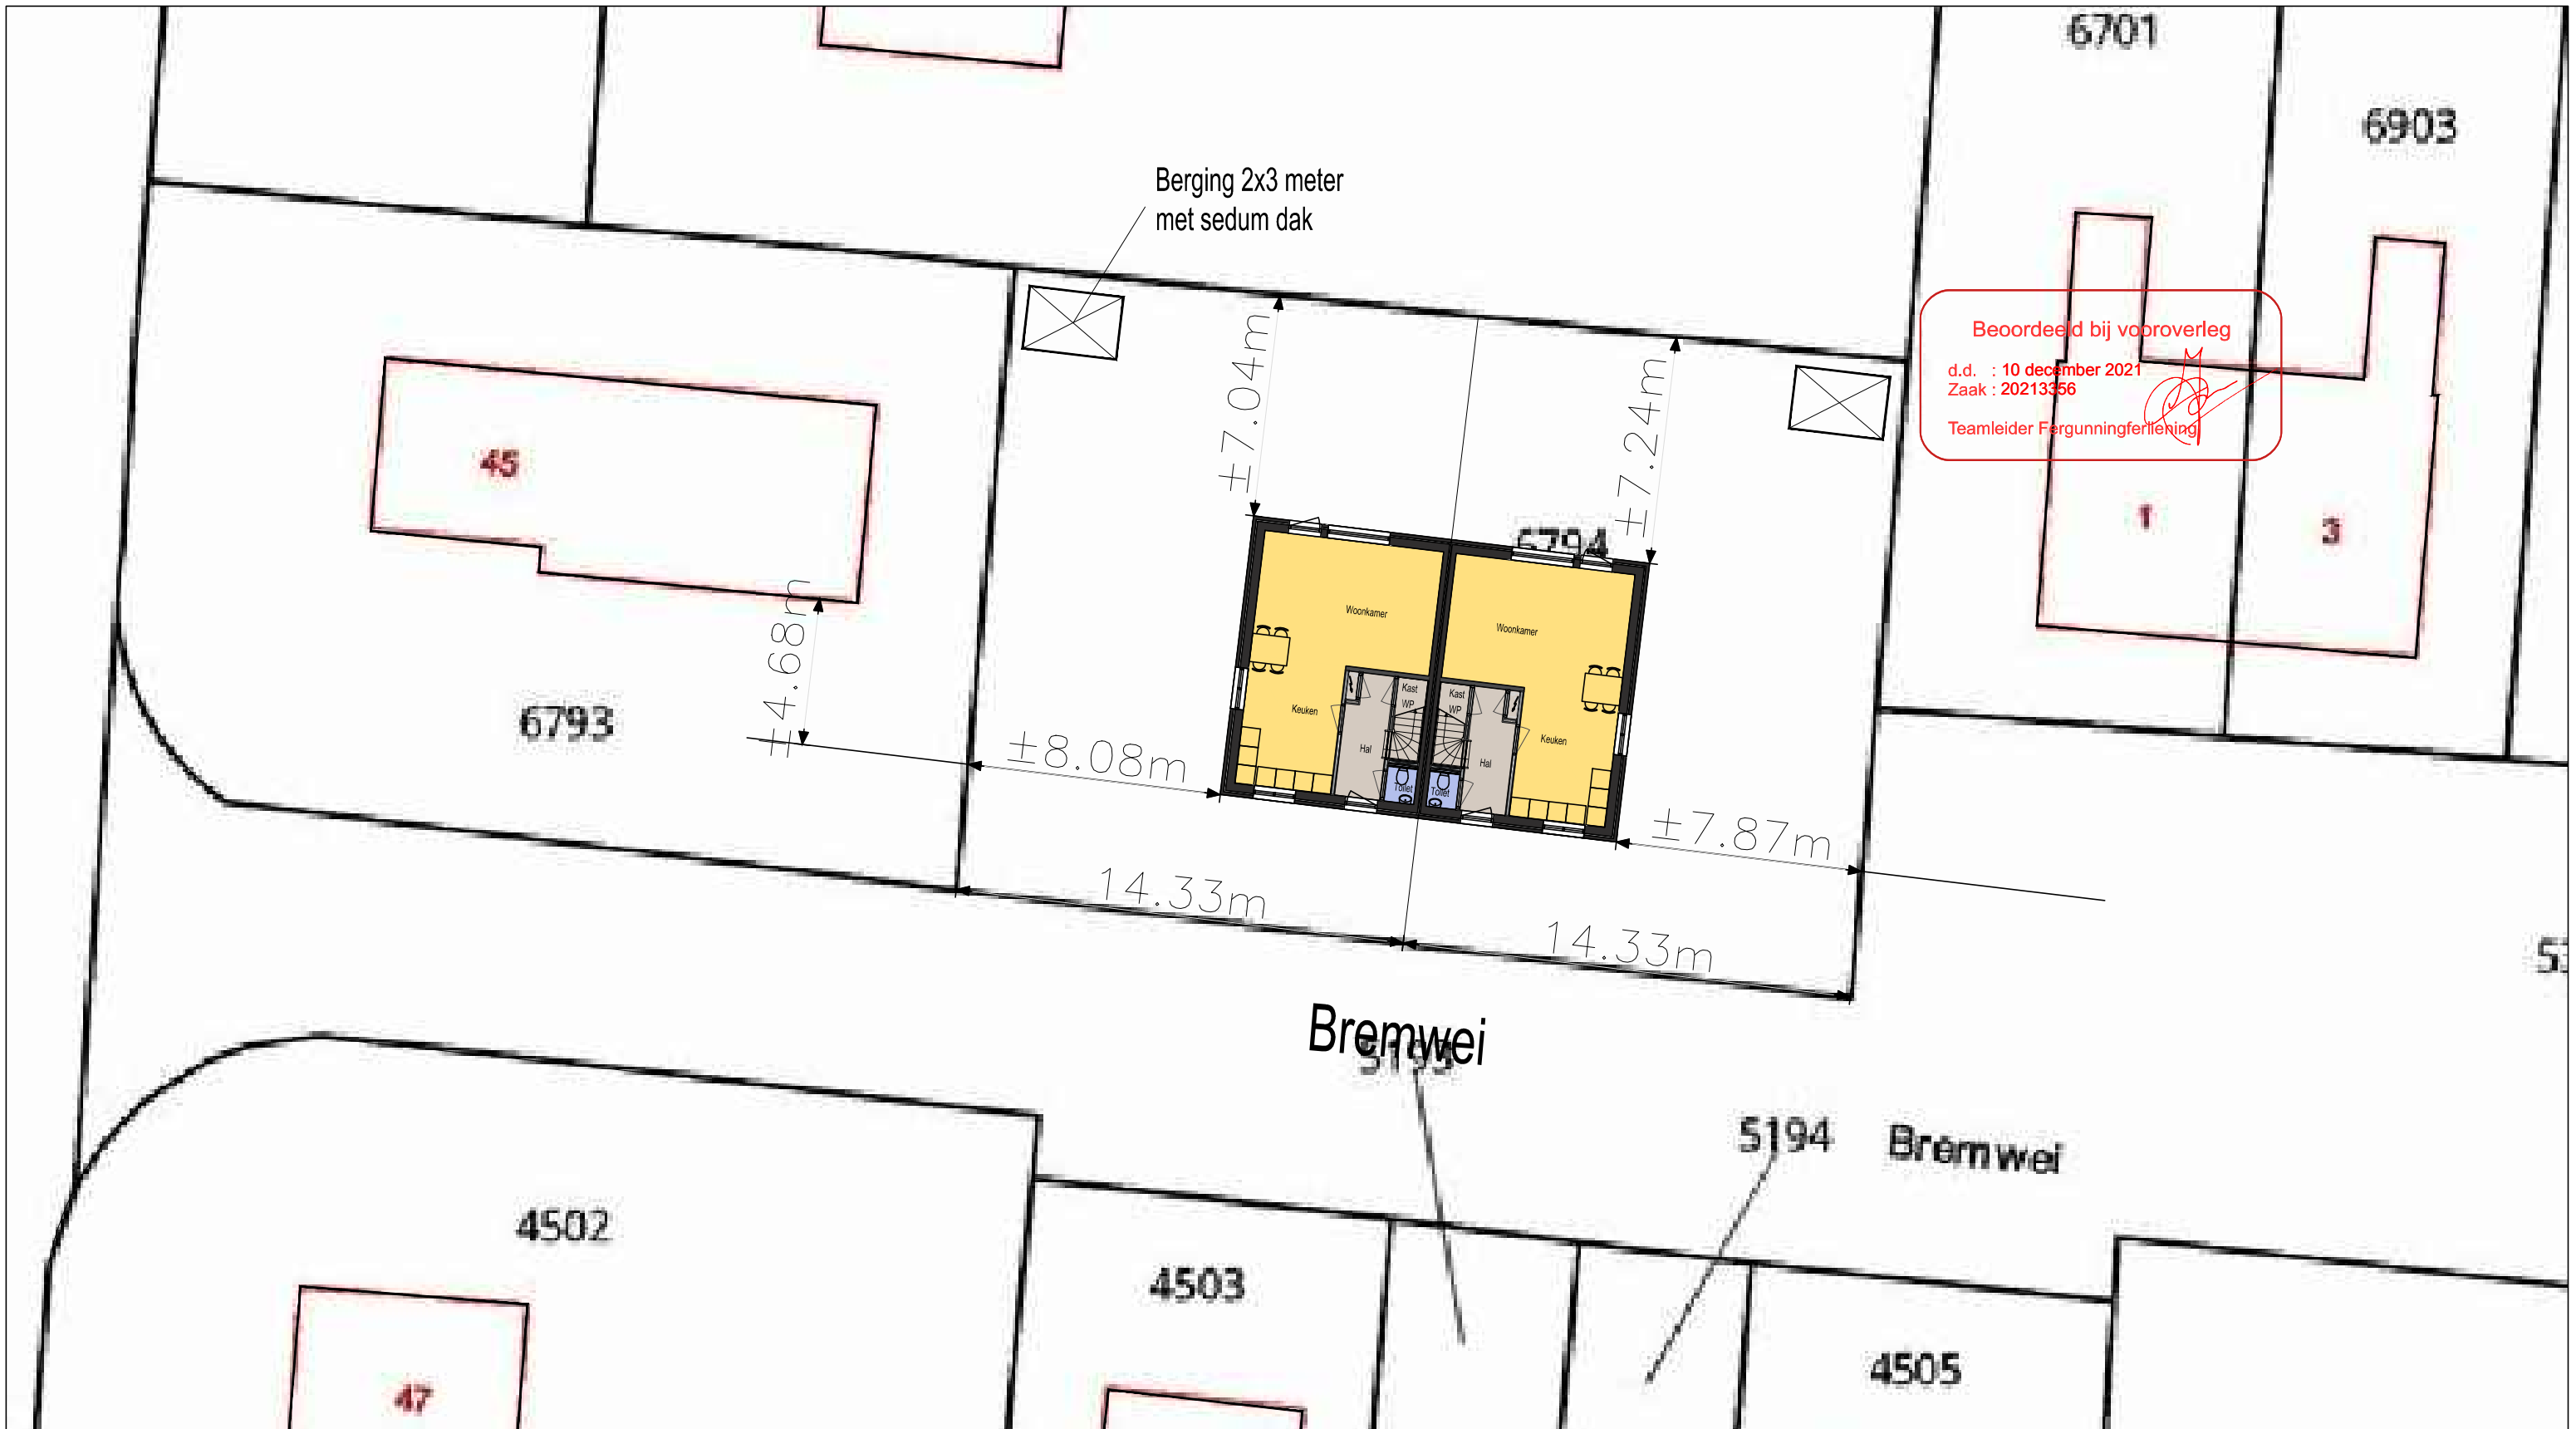 6701
6903
Berging 2x3 meter
met sedum dak
±7.04m
±7.24m
Beoordeeld bij vooroverleg
d.d. : 10 december 2021
Zaak : 20213356
Teamleider Fergunningferliening
45
1
3
6794
Woonkamer
Woonkamer
±4.68m
6793
Kast
WP
Kast
WP
Keuken
Keuken
Hal
Hal
Toilet
Toilet
±8.08m
±7.87m
14.33m
14.33m
Bremwei
5194
Bremwei
4502
4503
4505
47